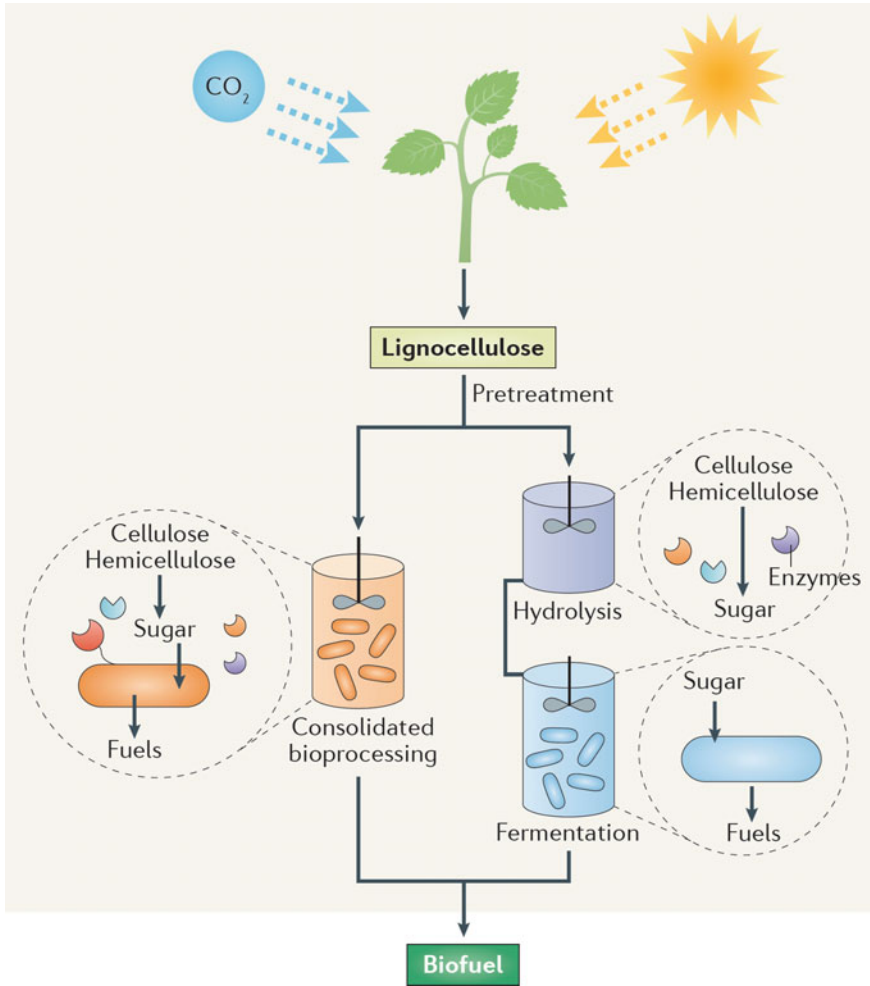 CO₂
Lignocellulose
Pretreatment
Cellulose
Hemicellulose
Sugar
Fuels
Consolidated
bioprocessing
Hydrolysis
Cellulose
Hemicellulose
Enzymes
Sugar
Fermentation
Sugar
Fuels
Biofuel